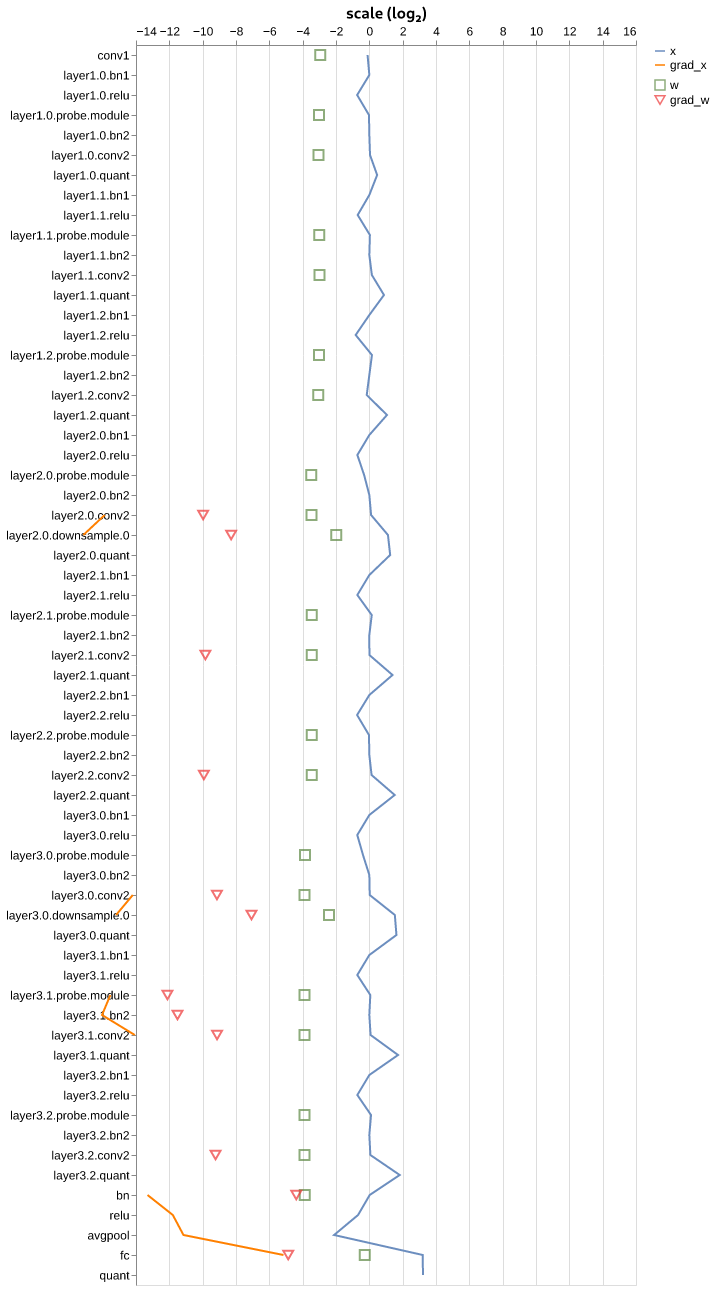 scale (log₂)
−14 −12 −10 −8 −6 −4 −2 0 2 4 6 8 10 12 14 16
x
grad_x
w
grad_w
conv1
layer1.0.bn1
layer1.0.relu
layer1.0.probe.module
layer1.0.bn2
layer1.0.conv2
layer1.0.quant
layer1.1.bn1
layer1.1.relu
layer1.1.probe.module
layer1.1.bn2
layer1.1.conv2
layer1.1.quant
layer1.2.bn1
layer1.2.relu
layer1.2.probe.module
layer1.2.bn2
layer1.2.conv2
layer1.2.quant
layer2.0.bn1
layer2.0.relu
layer2.0.probe.module
layer2.0.bn2
layer2.0.conv2
layer2.0.downsample.0
layer2.0.quant
layer2.1.bn1
layer2.1.relu
layer2.1.probe.module
layer2.1.bn2
layer2.1.conv2
layer2.1.quant
layer2.2.bn1
layer2.2.relu
layer2.2.probe.module
layer2.2.bn2
layer2.2.conv2
layer2.2.quant
layer3.0.bn1
layer3.0.relu
layer3.0.probe.module
layer3.0.bn2
layer3.0.conv2
layer3.0.downsample.0
layer3.0.quant
layer3.1.bn1
layer3.1.relu
layer3.1.probe.module
layer3.1.bn2
layer3.1.conv2
layer3.1.quant
layer3.2.bn1
layer3.2.relu
layer3.2.probe.module
layer3.2.bn2
layer3.2.conv2
layer3.2.quant
bn
relu
avgpool
fc
quant